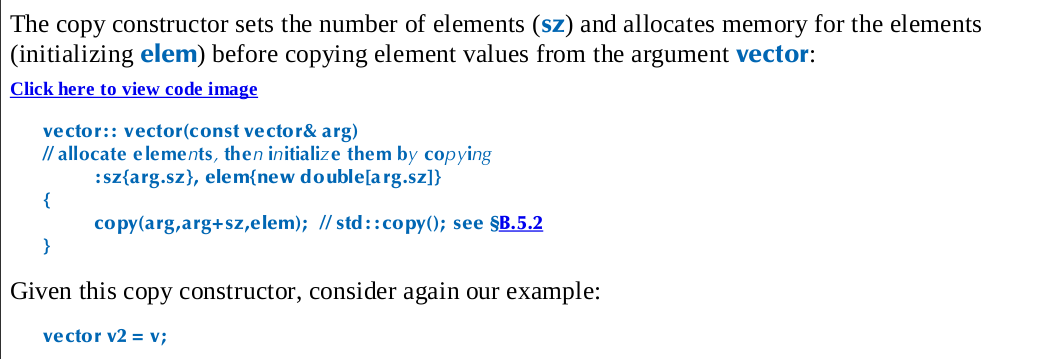 The copy constructor sets the number of elements (sz) and allocates memory for the elements
(initializing elem) before copying element values from the argument vector:
Click here to view code image
vector:: vector(const vector& arg)
// allocate elements, then initialize them by copying
:sz{arg.sz}, elem{new double[arg.sz]}
{
copy(arg,arg+sz,elem); // std::copy(); see §B.5.2
}
Given this copy constructor, consider again our example:
vector v2 = v;